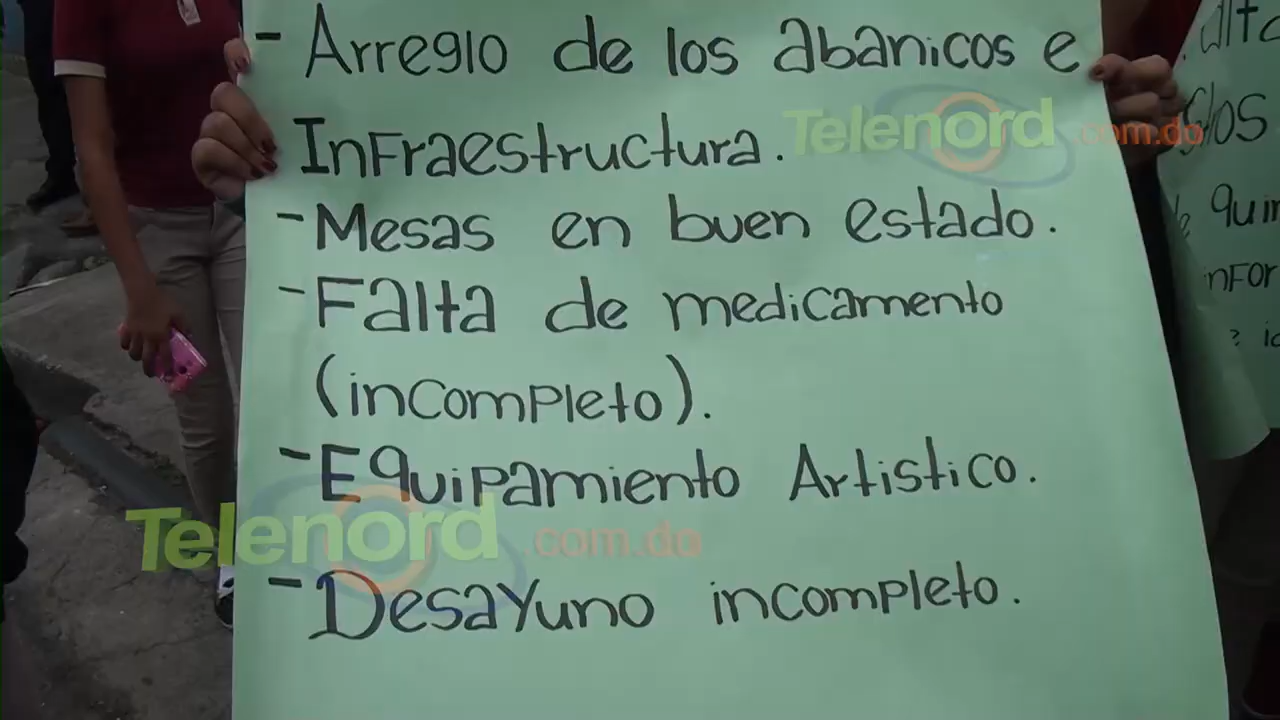 - Arreglo de los abanicos e
Infraestructura.
- Mesas en buen estado.
- Falta de medicamento
(incompleto).
- Equipamiento Artistico.
- Desayuno incompleto.
Telenord.com.do
Telenord.com.do